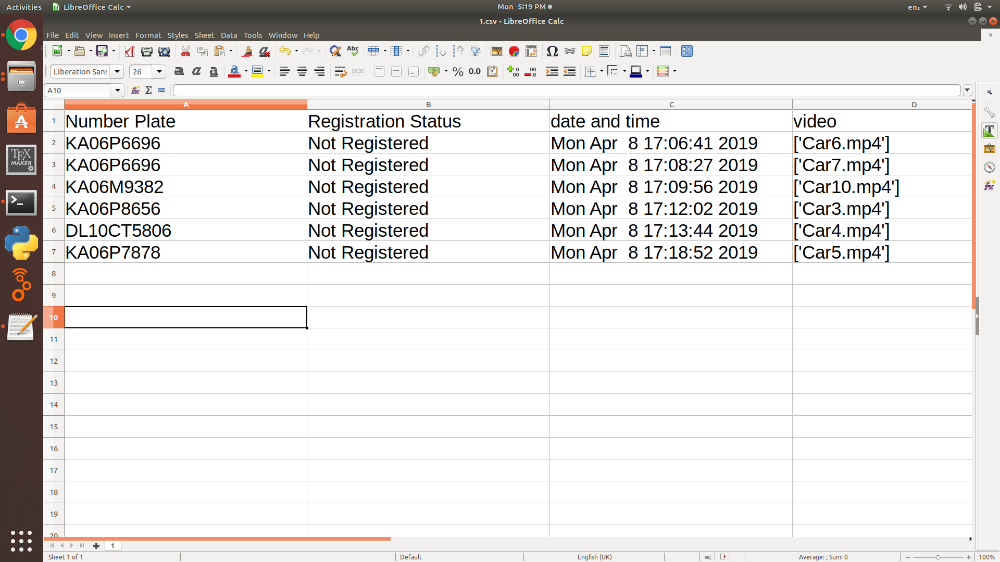 Activities LibreOffice Calc Mon 5:19 PM en₂
1.csv - LibreOffice Calc
File Edit View Insert Format Styles Sheet Data Tools Window Help
Liberation Sans 26
A10
A B C D
1 Number Plate Registration Status date and time video
2 KA06P6696 Not Registered Mon Apr  8 17:06:41 2019 ['Car6.mp4']
3 KA06P6696 Not Registered Mon Apr  8 17:08:27 2019 ['Car7.mp4']
4 KA06M9382 Not Registered Mon Apr  8 17:09:56 2019 ['Car10.mp4']
5 KA06P8656 Not Registered Mon Apr  8 17:12:02 2019 ['Car3.mp4']
6 DL10CT5806 Not Registered Mon Apr  8 17:13:44 2019 ['Car4.mp4']
7 KA06P7878 Not Registered Mon Apr  8 17:18:52 2019 ['Car5.mp4']
8
9
10
11
12
13
14
15
16
17
18
19
20
1
Sheet 1 of 1 Default English (UK) Average: ; Sum: 0 100%